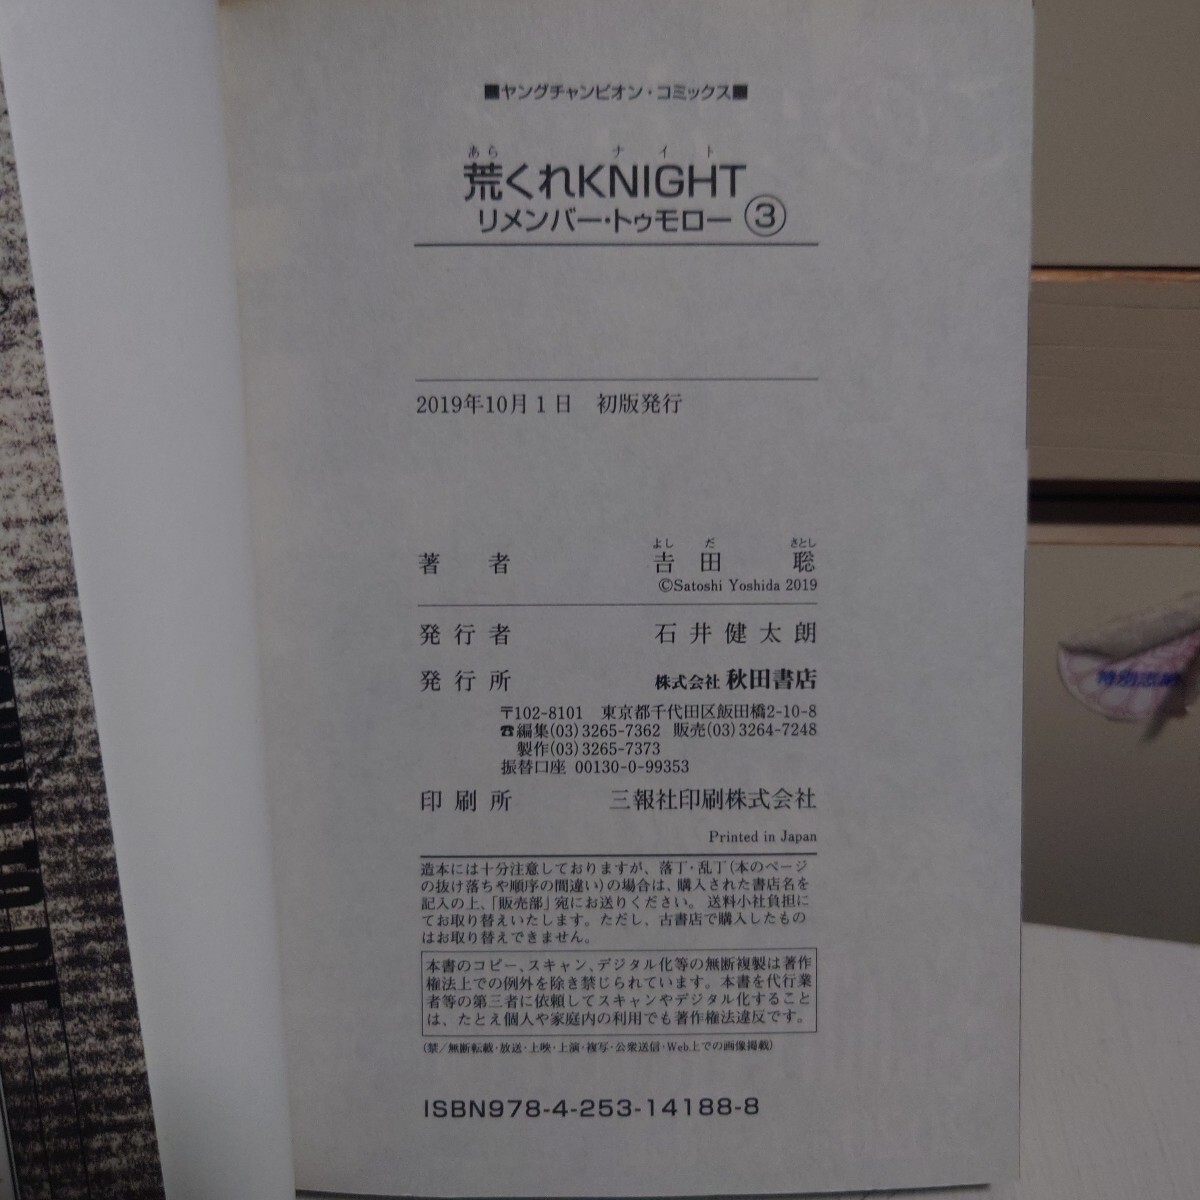 ■ヤングチャンピオン・コミックス■
あら ナイト
荒くれKNIGHT
リメンバー・トゥモロー③
2019年10月1日 初版発行
よし だ さとし
著者 吉田 聡
©Satoshi Yoshida 2019
発行者 石井健太朗
発行所 株式会社 秋田書店
〒102-8101 東京都千代田区飯田橋2-10-8
☎編集(03)3265-7362 販売(03)3264-7248
製作(03)3265-7373
振替口座 00130-0-99353
印刷所 三報社印刷株式会社
Printed in Japan
造本には十分注意しておりますが、落丁・乱丁(本のページ
の抜け落ちや順序の間違い)の場合は、購入された書店名を
記入の上、「販売部」宛にお送りください。送料小社負担に
てお取り替えいたします。ただし、古書店で購入したもの
はお取り替えできません。
本書のコピー、スキャン、デジタル化等の無断複製は著作
権法上での例外を除き禁じられています。本書を代行業
者等の第三者に依頼してスキャンやデジタル化すること
は、たとえ個人や家庭内の利用でも著作権法違反です。
(禁/無断転載・放送・上映・上演・複写・公衆送信・Web上での画像掲載)
ISBN978-4-253-14188-8
TO DIE